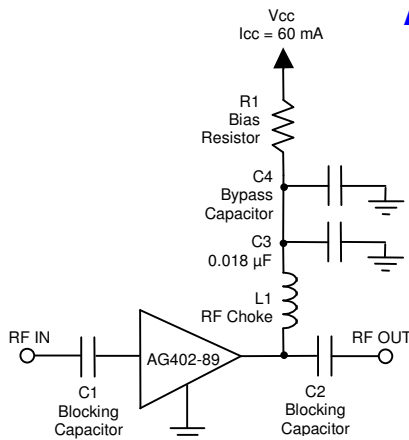 Vcc
Icc = 60 mA
R1
Bias
Resistor
C4
Bypass
Capacitor
C3
0.018 µF
L1
RF Choke
RF IN
AG402-89
RF OUT
C1
Blocking
Capacitor
C2
Blocking
Capacitor